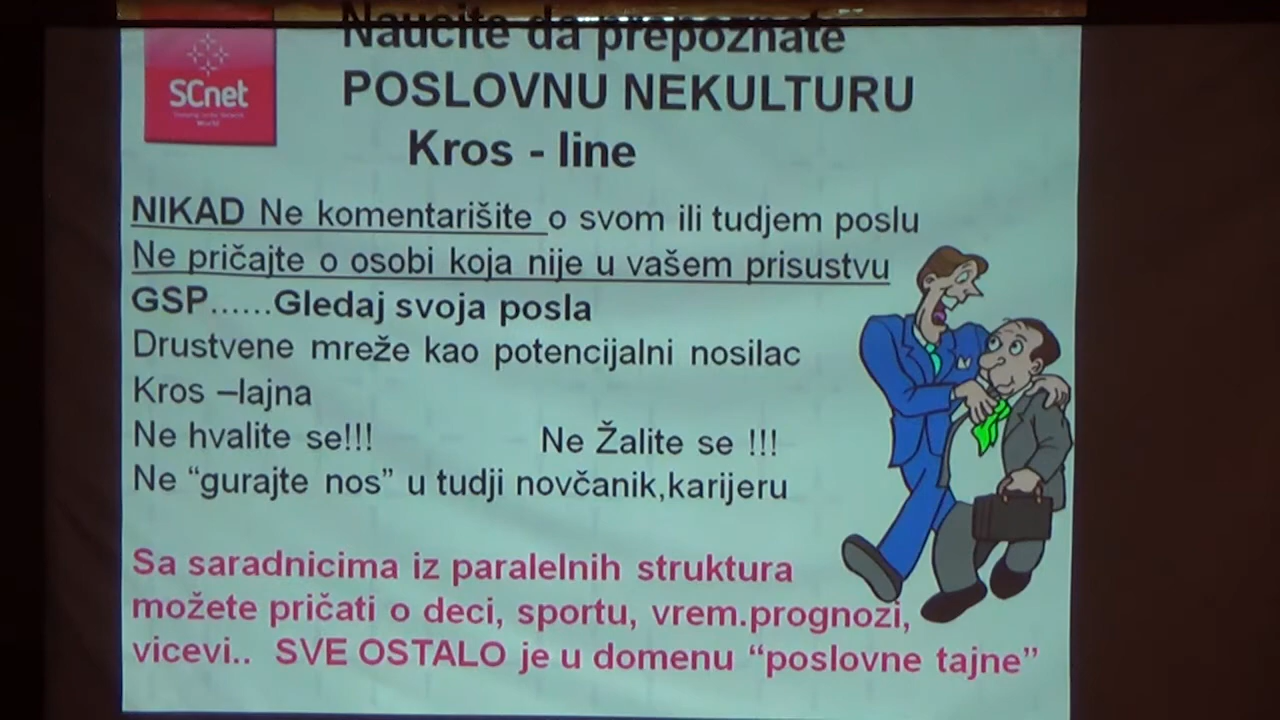 SCnet
World
Naucite da prepoznate
POSLOVNU NEKULTURU
Kros - line
NIKAD Ne komentarišite o svom ili tudjem poslu
Ne pričajte o osobi koja nije u vašem prisustvu
GSP......Gledaj svoja posla
Drustvene mreže kao potencijalni nosilac
Kros –lajna
Ne hvalite se!!! Ne Žalite se !!!
Ne “gurajte nos” u tudji novčanik,karijeru
Sa saradnicima iz paralelnih struktura
možete pričati o deci, sportu, vrem.prognozi,
vicevi.. SVE OSTALO je u domenu “poslovne tajne”